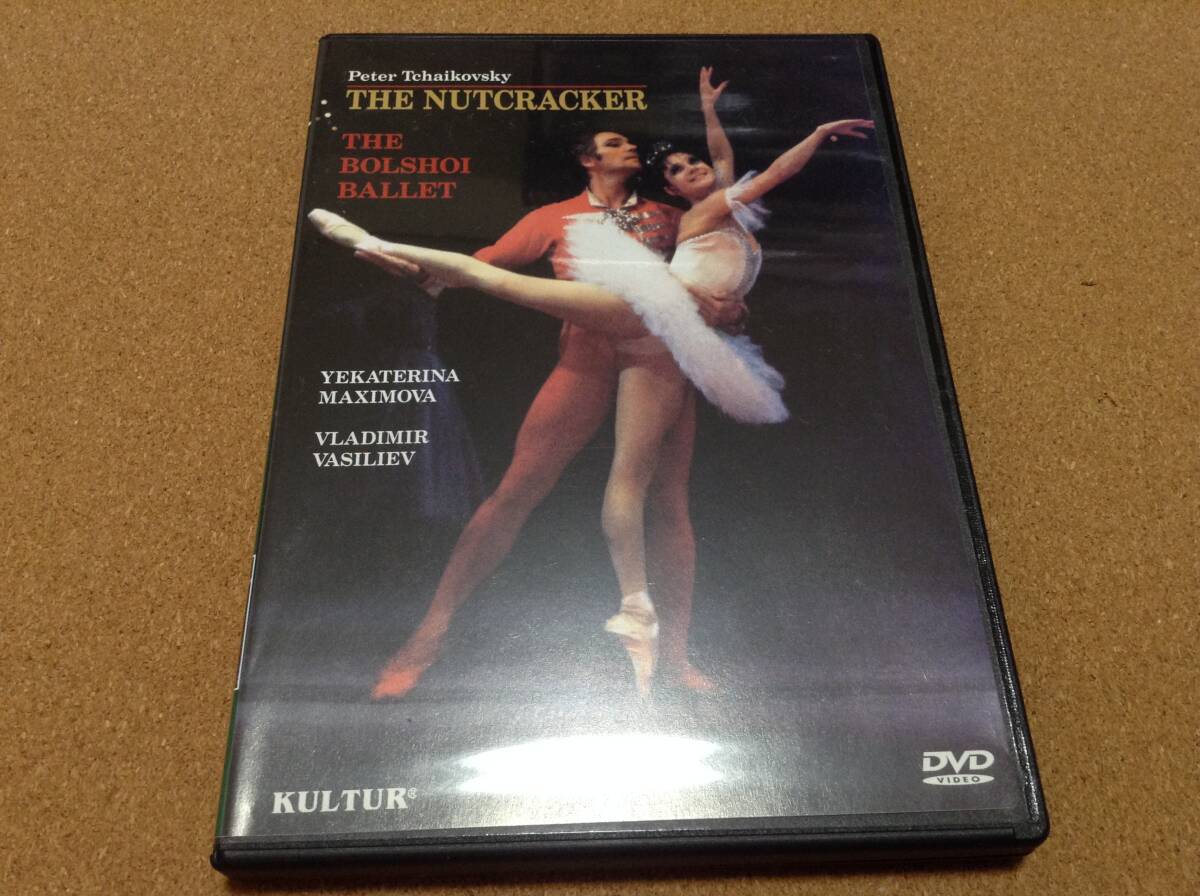 Peter Tchaikovsky
THE NUTCRACKER
THE
BOLSHOI
BALLET
YEKATERINA
MAXIMOVA
VLADIMIR
VASILIEV
KULTUR®
DVD
VIDEO